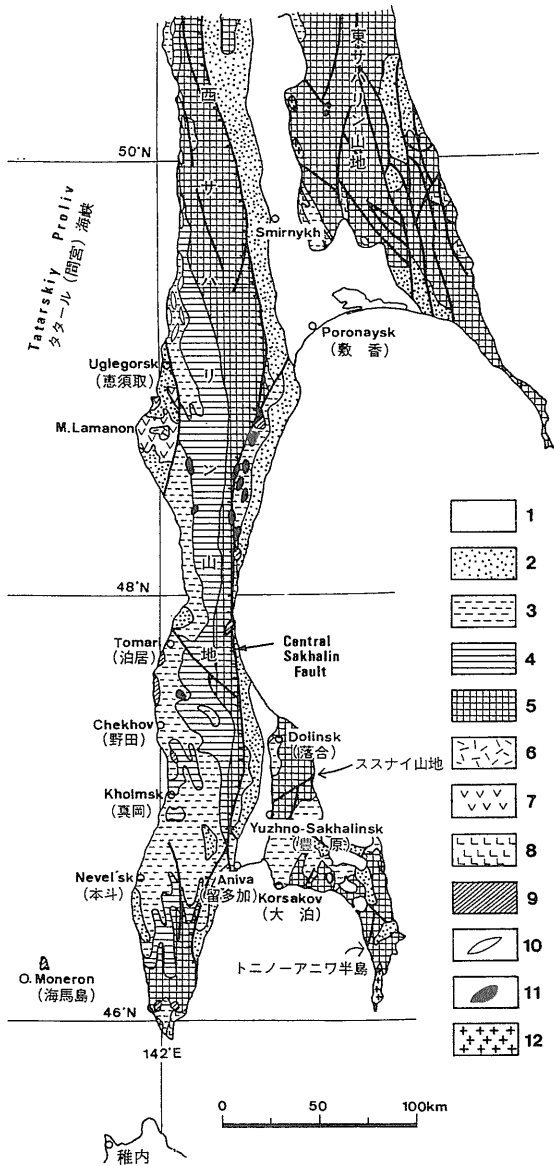 東サハリン山地
西サハリン山地
50°N
Tatarskiy Proliv
タタール(間宮)海峡
Smirnykh
Poronaysk
(敷 香)
Uglegorsk
(恵須取)
M.Lamanon
1
2
3
4
5
6
7
8
9
10
11
12
48°N
Central
Sakhalin
Fault
Tomari
(泊居)
Chekhov
(野田)
Dolinsk
(落合)
ススナイ山地
Kholmsk
(真岡)
Yuzhno-Sakhalinsk
(豊 原)
Nevel'sk
(本斗)
Aniva
(留多加)
Korsakov
(大 泊)
トニノーアニワ半島
O.Moneron
(海馬島)
46°N
142°E
0 50 100km
稚内